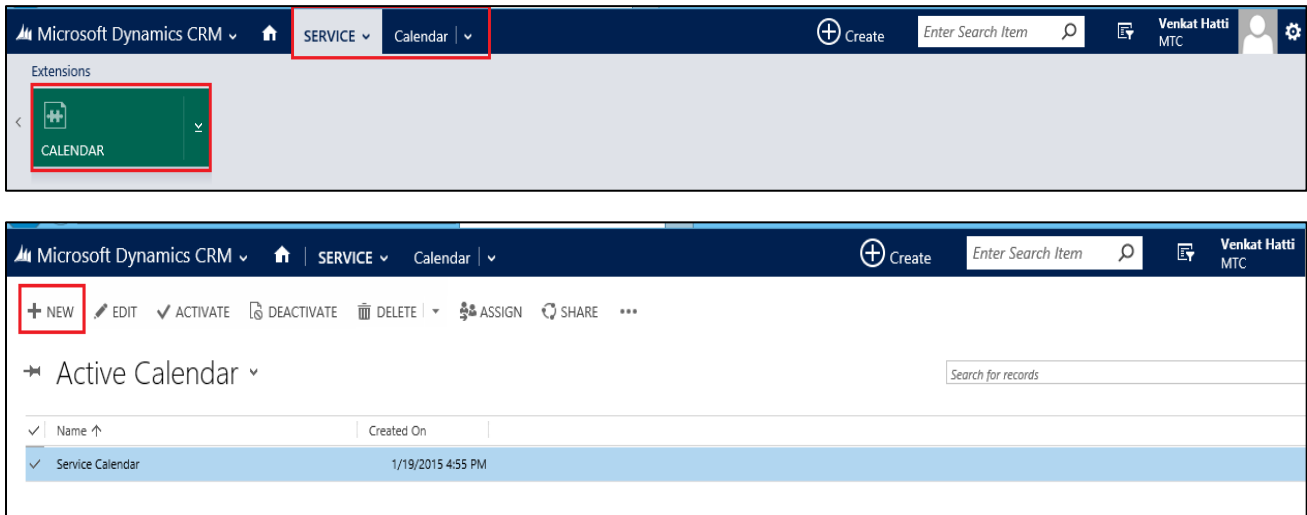 Microsoft Dynamics CRM SERVICE Calendar Create Enter Search Item Venkat Hatti
MTC
Extensions
CALENDAR
Microsoft Dynamics CRM SERVICE Calendar Create Enter Search Item Venkat Hatti
MTC
NEW EDIT ACTIVATE DEACTIVATE DELETE ASSIGN SHARE
Active Calendar
Search for records
Name Created On
Service Calendar 1/19/2015 4:55 PM